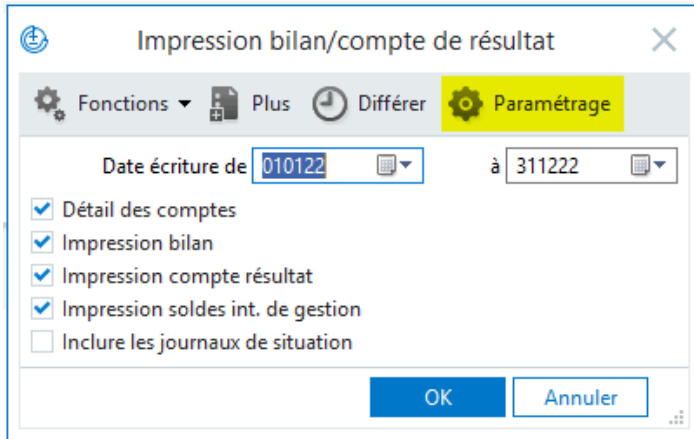 Impression bilan/compte de résultat
Fonctions Plus Différer Paramétrage
Date écriture de 010122 à 311222
Détail des comptes
Impression bilan
Impression compte résultat
Impression soldes int. de gestion
Inclure les journaux de situation
OK Annuler